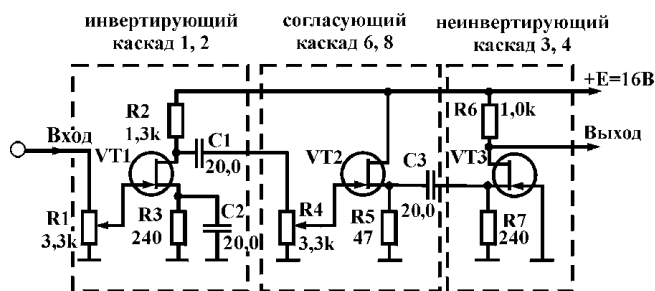 инвертирующий
каскад 1, 2
согласующий
каскад 6, 8
неинвертирующий
каскад 3, 4
+E=16В
R2
1,3k
R6
1,0k
Вход
Выход
C1
20,0
VT1
VT2
C3
20,0
VT3
R1
3,3k
R3
240
C2
20,0
R4
3,3k
R5
47
R7
240